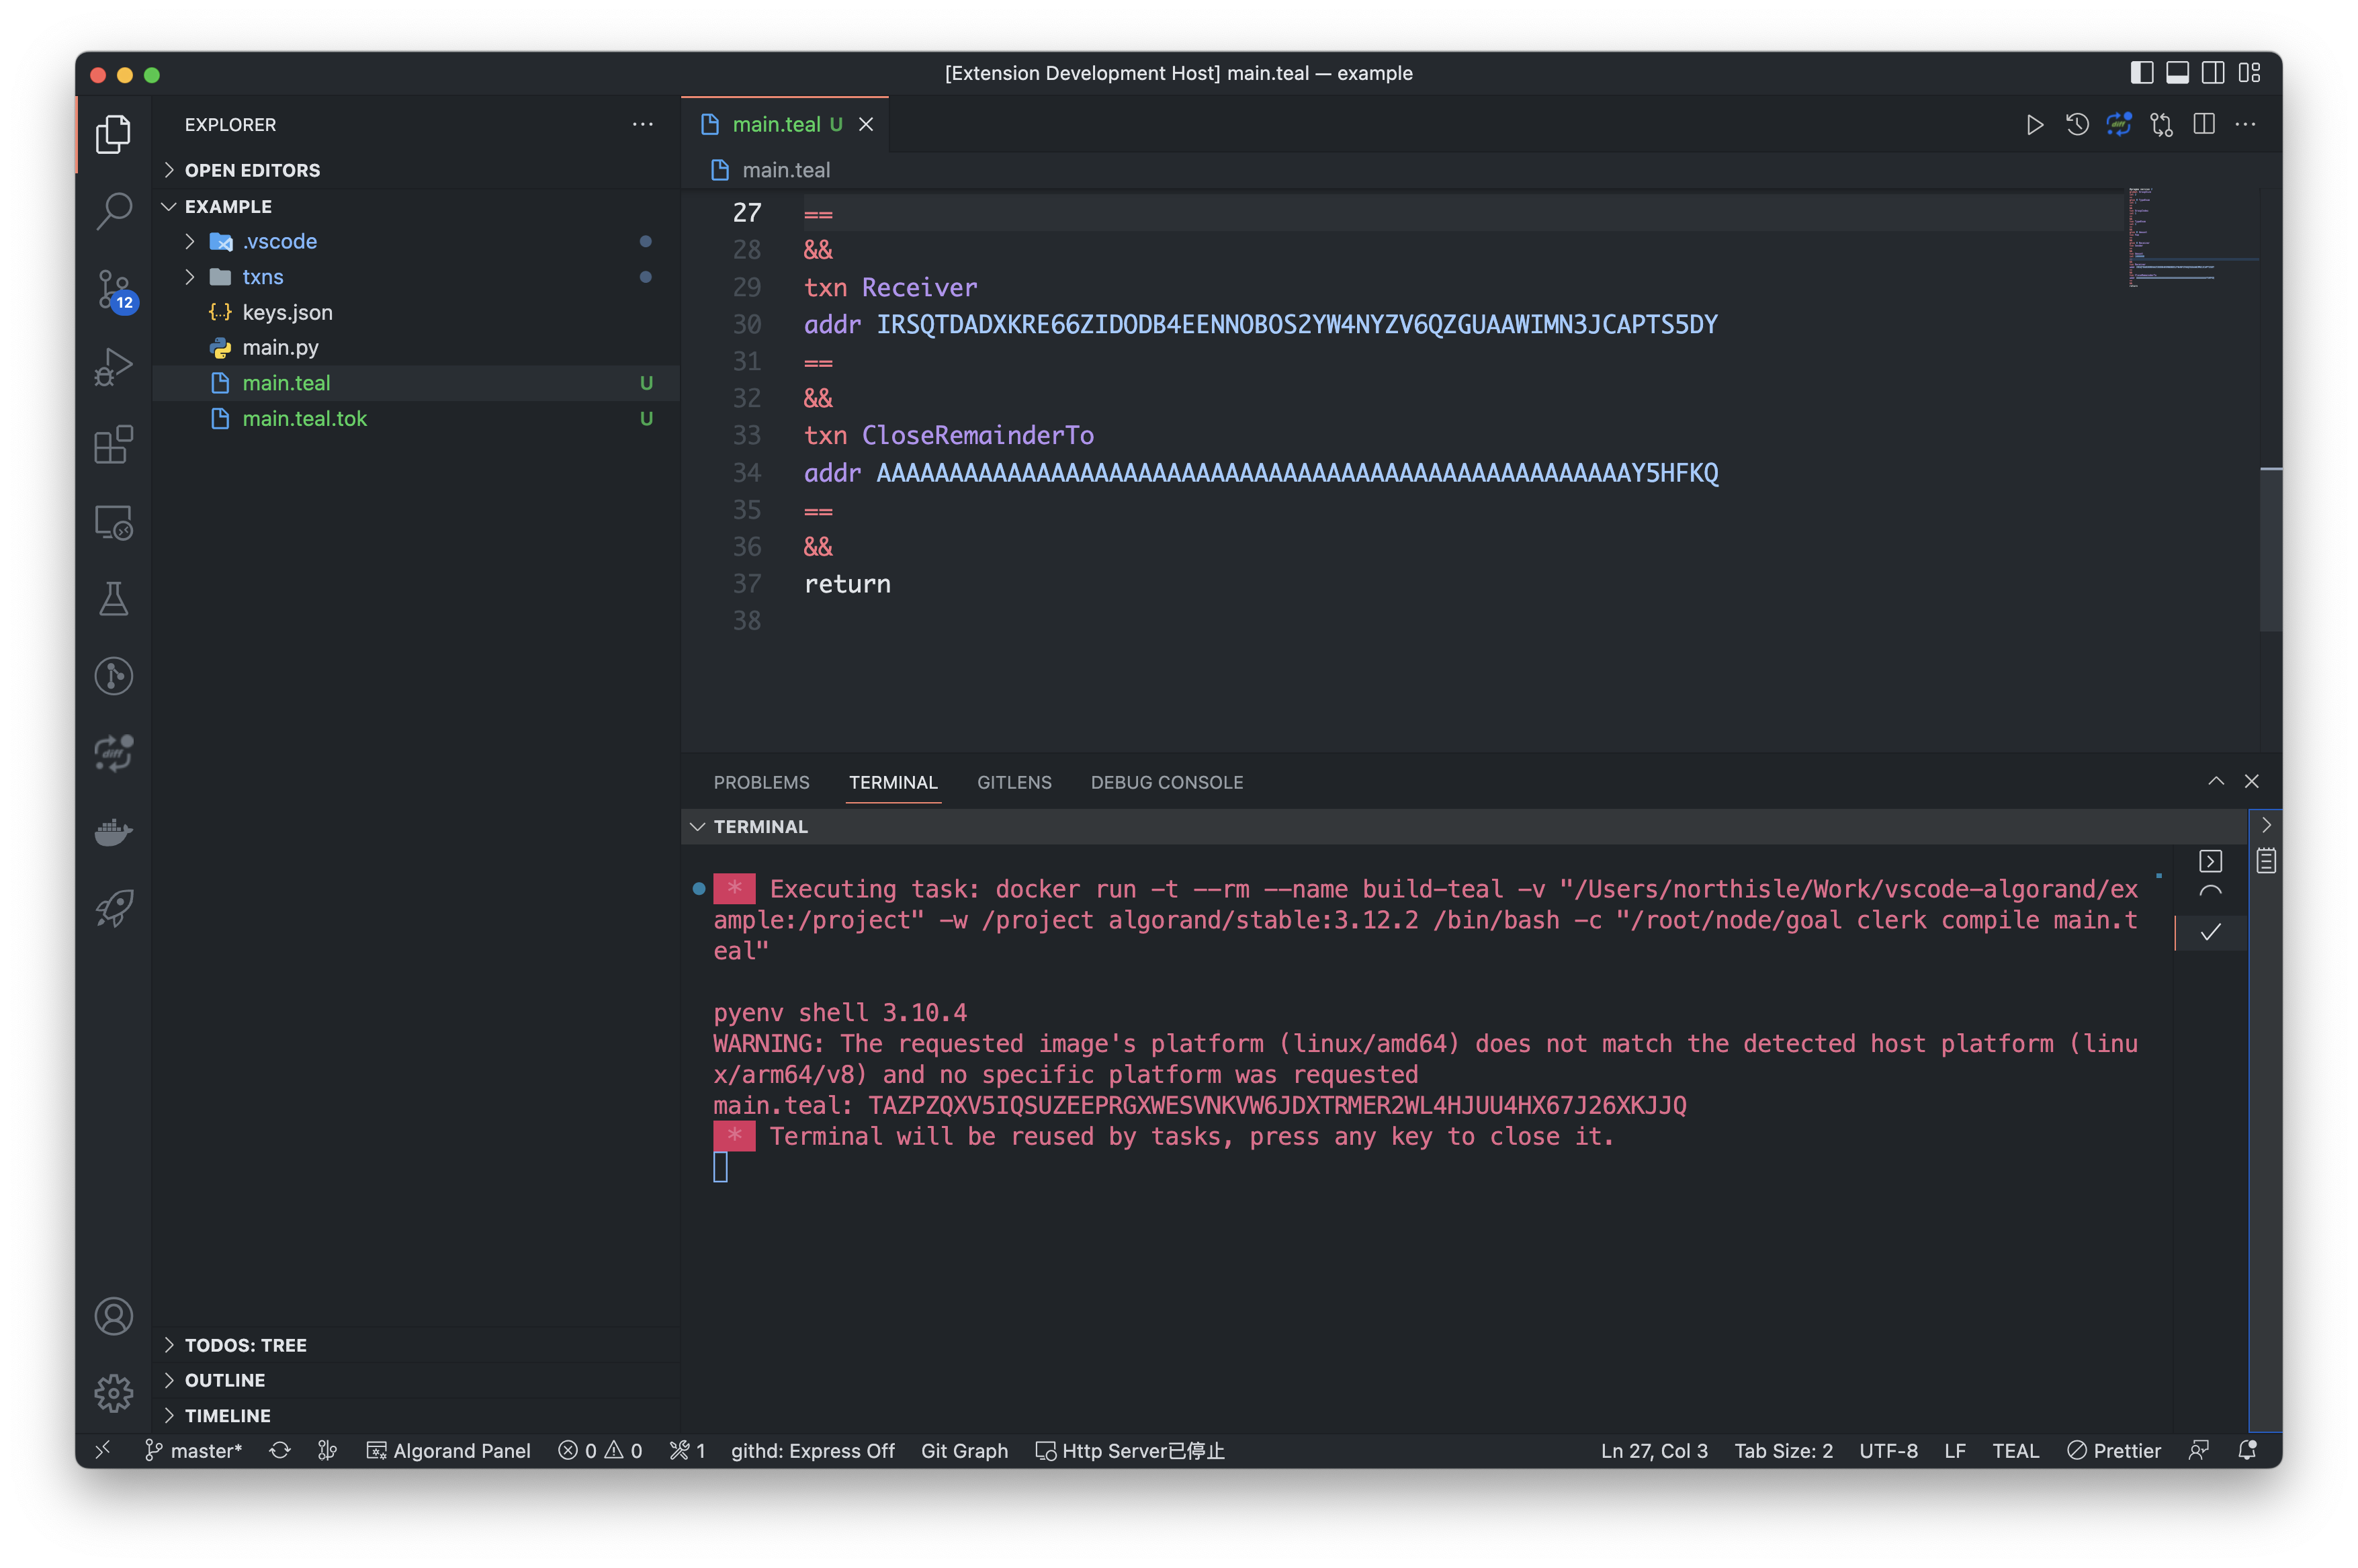 [Extension Development Host] main.teal — example
EXPLORER
OPEN EDITORS
EXAMPLE
.vscode
txns
12
{..} keys.json
main.py
main.teal U
main.teal.tok U
TODOS: TREE
OUTLINE
TIMELINE
main.teal U
main.teal
27 ==
28 &&
29 txn Receiver
30 addr IRSQTDADXKRE66ZIDODB4EENNOBOS2YW4NYZV6QZGUAAWIMN3JCAPTS5DY
31 ==
32 &&
33 txn CloseRemainderTo
34 addr AAAAAAAAAAAAAAAAAAAAAAAAAAAAAAAAAAAAAAAAAAAAAAAAAAAAY5HFKQ
35 ==
36 &&
37 return
38
PROBLEMS TERMINAL GITLENS DEBUG CONSOLE
TERMINAL
* Executing task: docker run -t --rm --name build-teal -v "/Users/northisle/Work/vscode-algorand/ex
ample:/project" -w /project algorand/stable:3.12.2 /bin/bash -c "/root/node/goal clerk compile main.t
eal"
pyenv shell 3.10.4
WARNING: The requested image's platform (linux/amd64) does not match the detected host platform (linu
x/arm64/v8) and no specific platform was requested
main.teal: TAZPZQXV5IQSUZEEPRGXWESVNKVW6JDXTRMER2WL4HJUU4HX67J26XKJJQ
* Terminal will be reused by tasks, press any key to close it.
master* Algorand Panel 0 0 1 githd: Express Off Git Graph Http Server已停止 Ln 27, Col 3 Tab Size: 2 UTF-8 LF TEAL Prettier